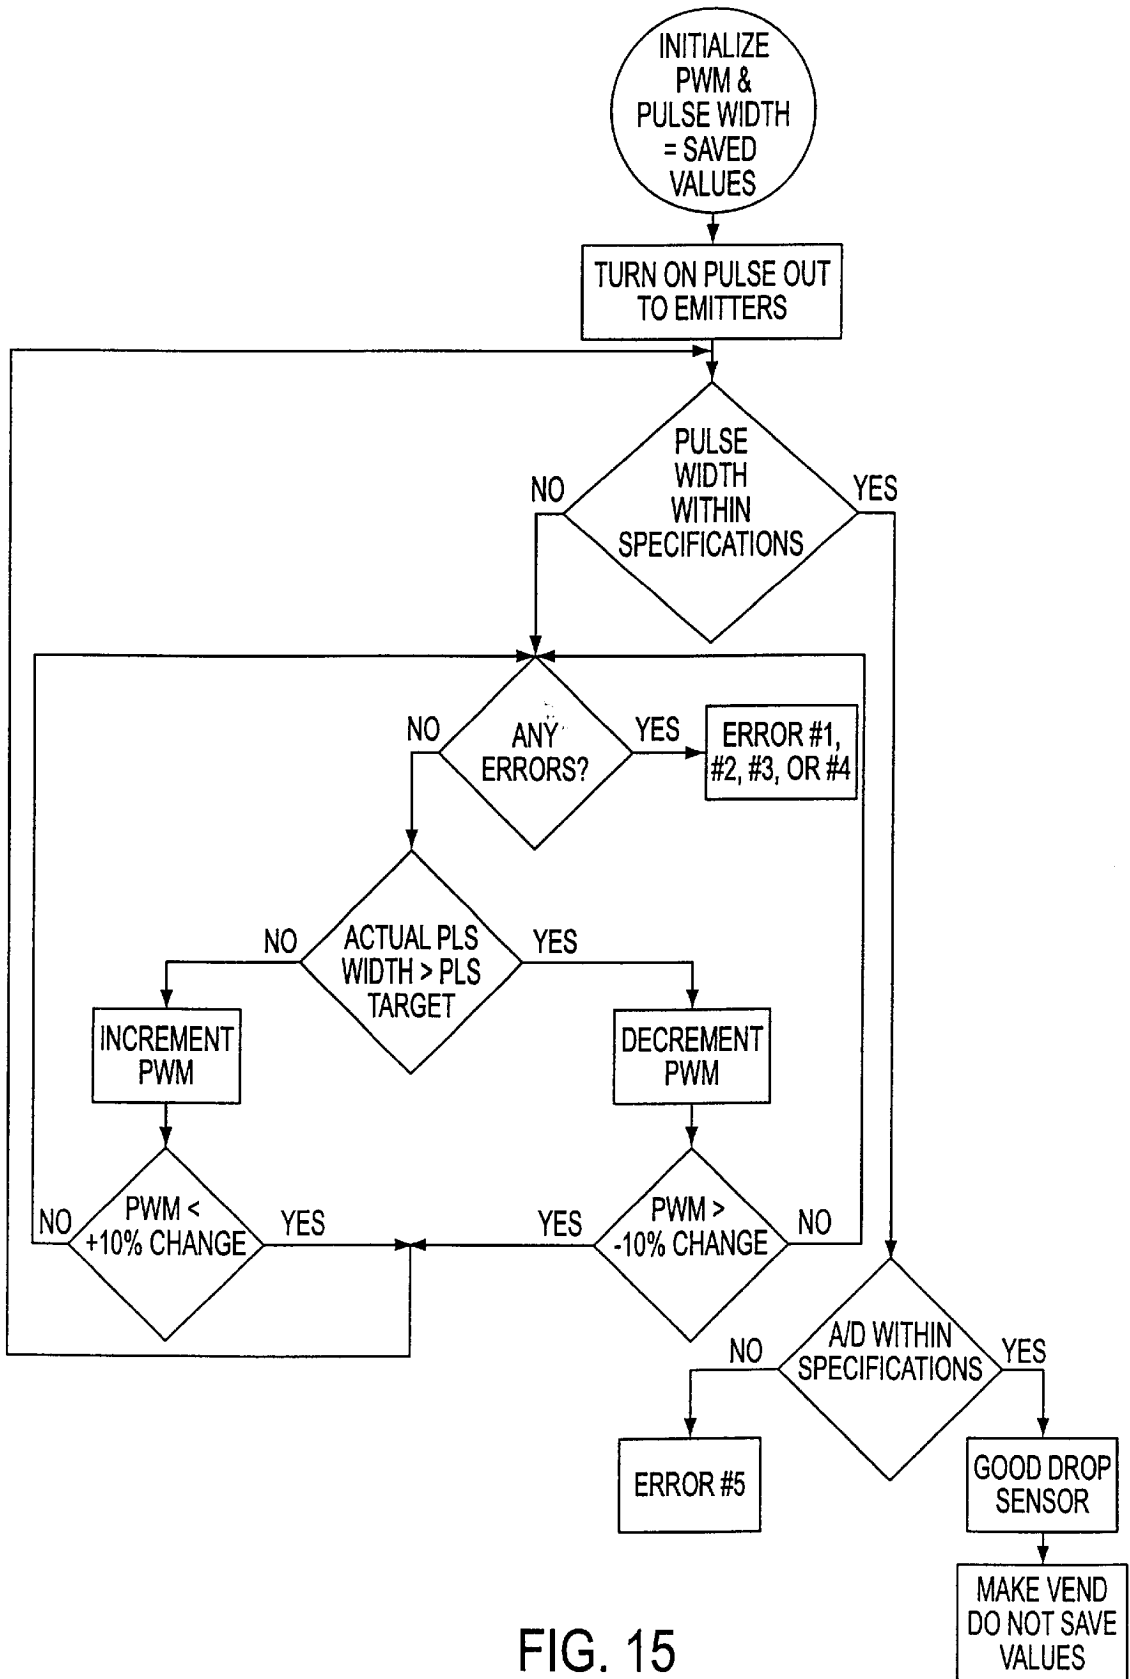 INITIALIZE
PWM &
PULSE WIDTH
= SAVED
VALUES
TURN ON PULSE OUT
TO EMITTERS
PULSE
WIDTH
WITHIN
SPECIFICATIONS
NO
YES
ANY
ERRORS?
NO
YES
ERROR #1,
#2, #3, OR #4
ACTUAL PLS
WIDTH > PLS
TARGET
NO
YES
INCREMENT
PWM
DECREMENT
PWM
PWM <
+10% CHANGE
NO
YES
PWM >
-10% CHANGE
YES
NO
A/D WITHIN
SPECIFICATIONS
NO
YES
ERROR #5
GOOD DROP
SENSOR
MAKE VEND
DO NOT SAVE
VALUES
FIG. 15